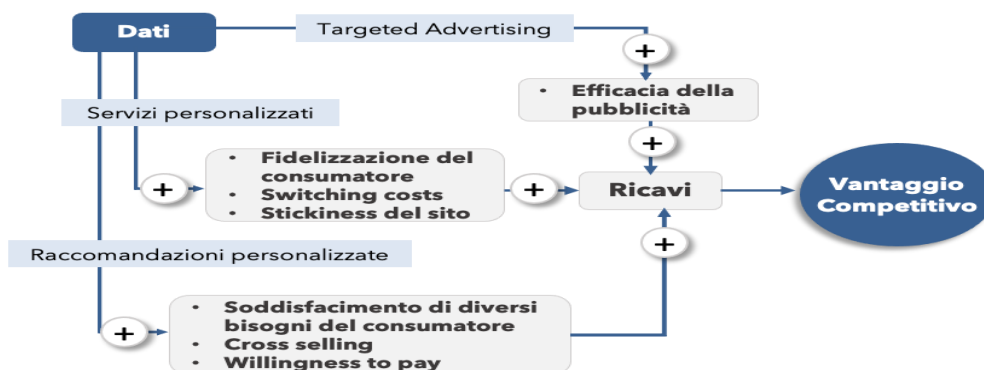 Dati
Targeted Advertising
+
• Efficacia della
pubblicità
Servizi personalizzati
+
• Fidelizzazione del
consumatore
• Switching costs
• Stickiness del sito
+
+
Ricavi
Vantaggio
Competitivo
+
Raccomandazioni personalizzate
+
• Soddisfacimento di diversi
bisogni del consumatore
• Cross selling
• Willingness to pay